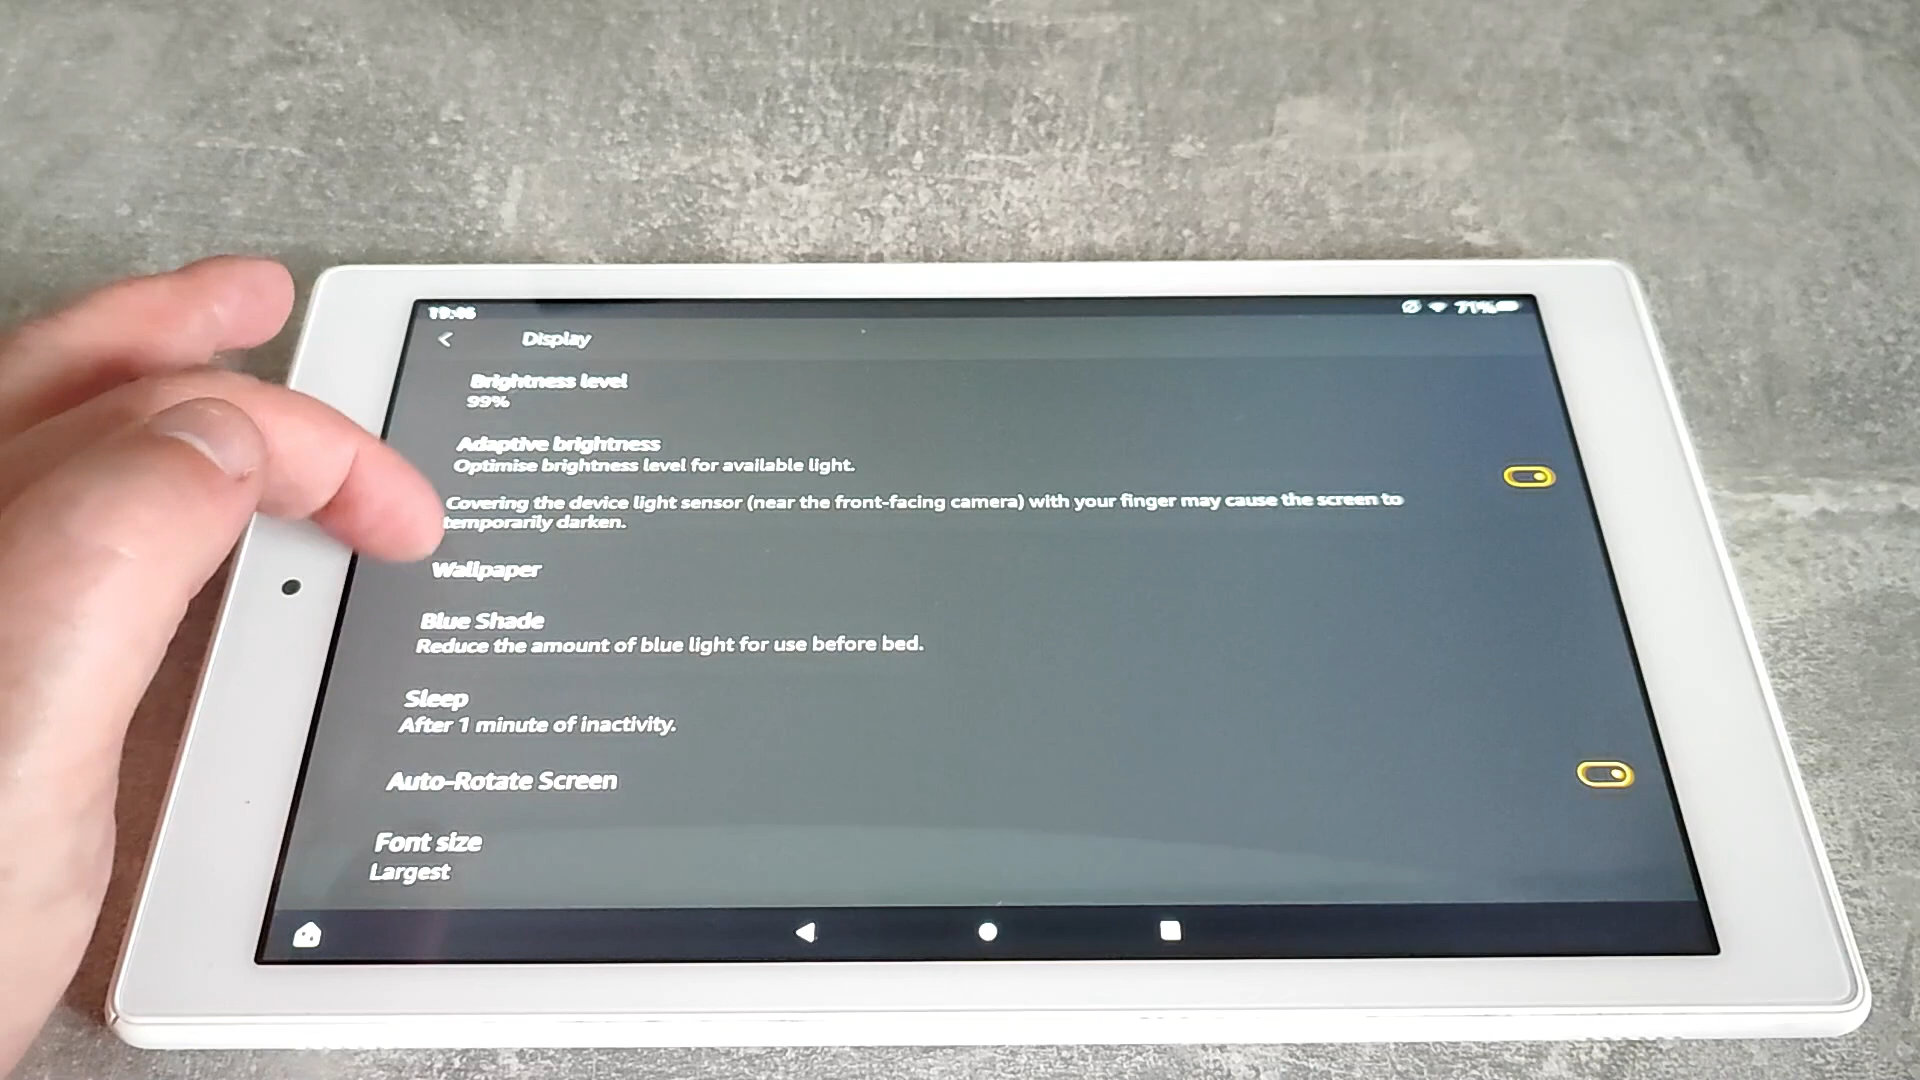 19:46
71%
Display
Brightness level
99%
Adaptive brightness
Optimise brightness level for available light.
Covering the device light sensor (near the front-facing camera) with your finger may cause the screen to
temporarily darken.
Wallpaper
Blue Shade
Reduce the amount of blue light for use before bed.
Sleep
After 1 minute of inactivity.
Auto-Rotate Screen
Font size
Largest